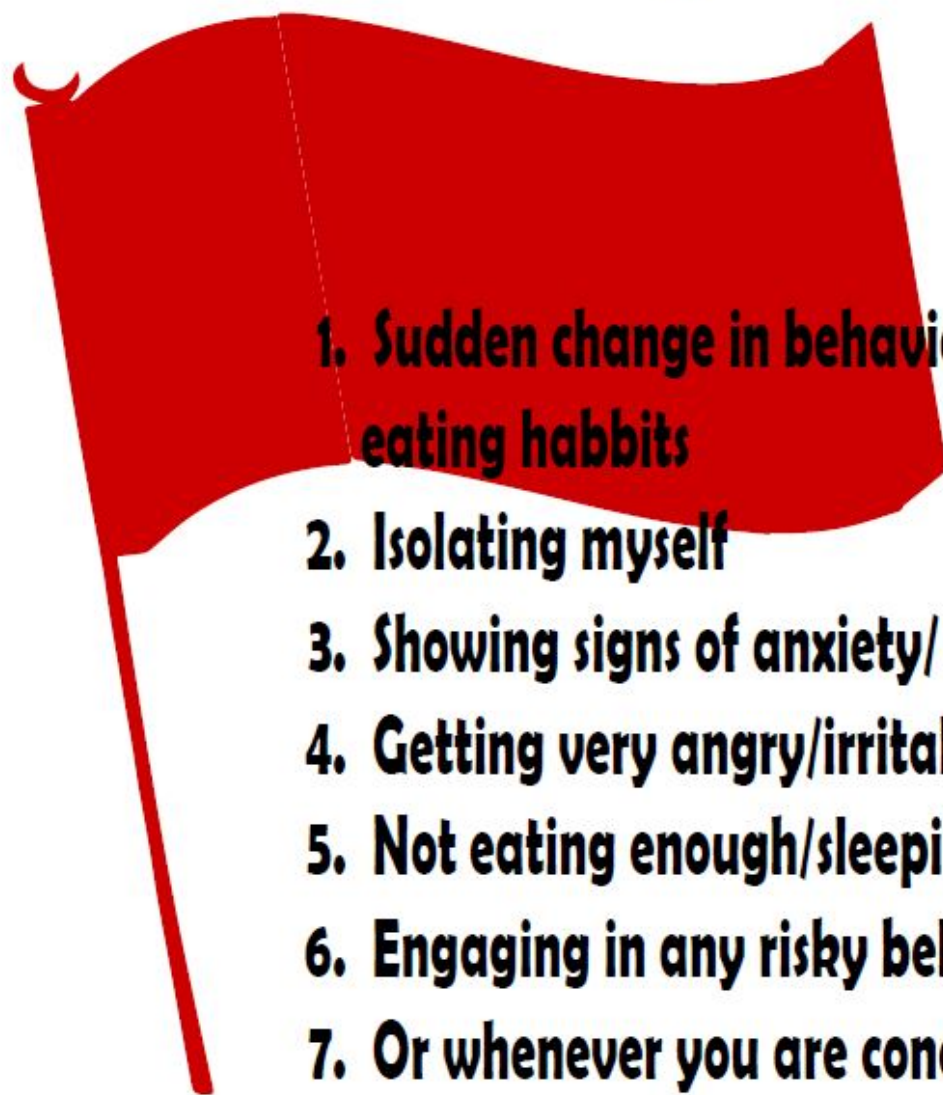 1. Sudden change in behavi
eating habbits
2. Isolating myself
3. Showing signs of anxiety/
4. Getting very angry/irrita
5. Not eating enough/sleepi
6. Engaging in any risky be
7. Or whenever you are con